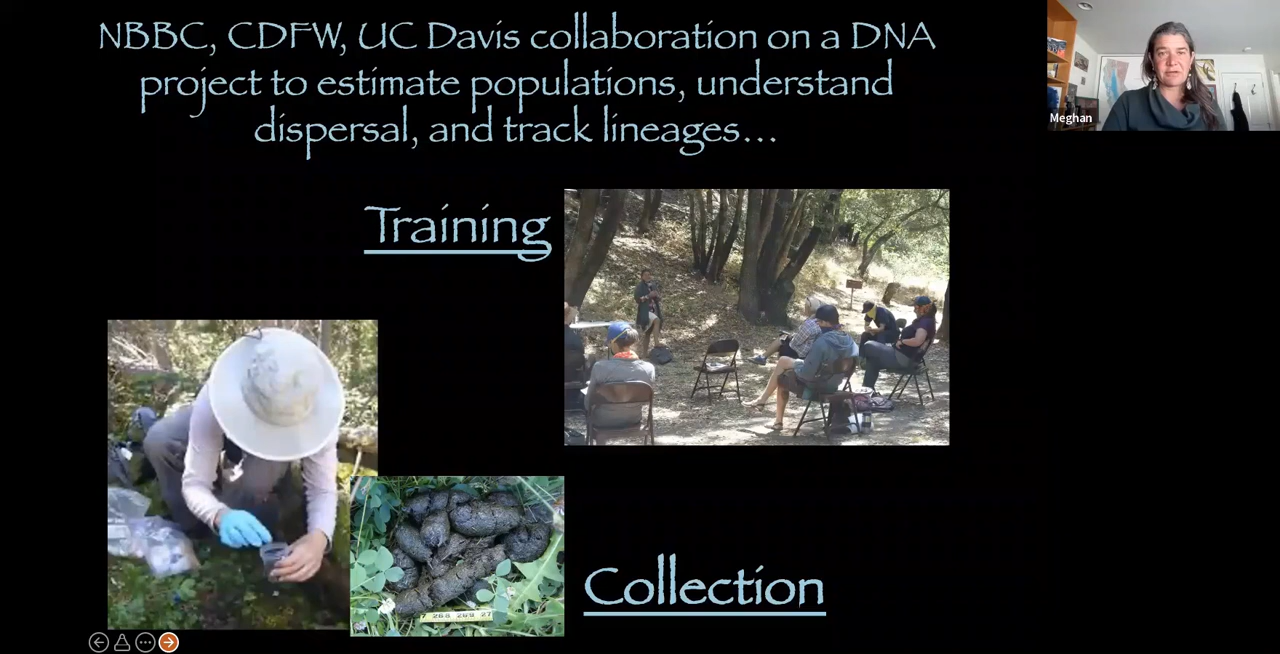 NBBC, CDFW, UC Davis collaboration on a DNA
project to estimate populations, understand
dispersal, and track lineages...
Meghan
Training
Collection